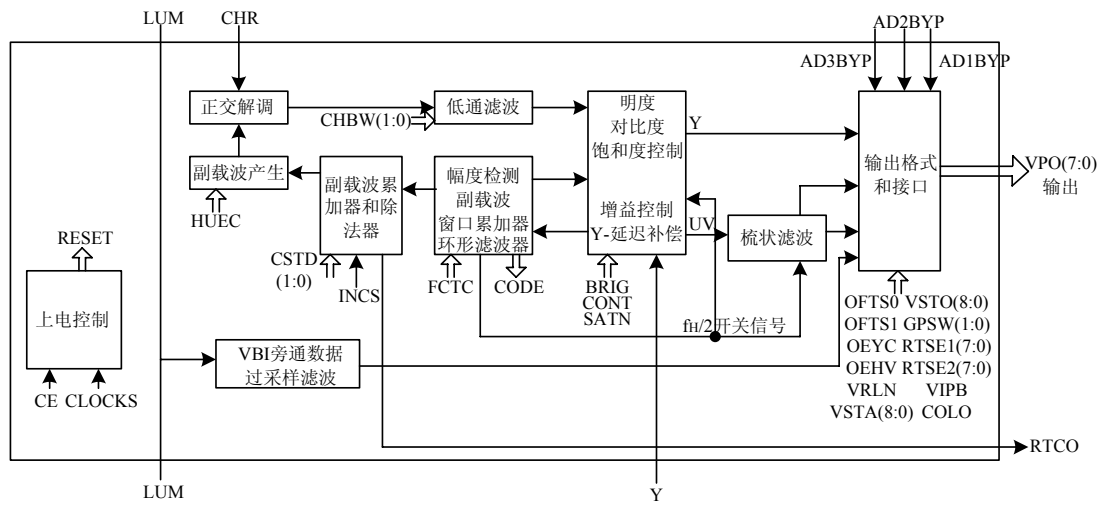 LUM
CHR
AD2BYP
AD3BYP
AD1BYP
正交解调
CHBW(1:0)
低通滤波
明度
对比度
饱和度控制
增益控制
Y-延迟补偿
Y
UV
输出格式
和接口
VPO(7:0)
输出
副载波产生
HUEC
副载波累
加器和除
法器
CSTD
(1:0)
INCS
幅度检测
副载波
窗口累加器
环形滤波器
FCTC
CODE
BRIG
CONT
SATN
梳状滤波
fH/2开关信号
RESET
上电控制
CE CLOCKS
VBI旁通数据
过采样滤波
OFTS0 VSTO(8:0)
OFTS1 GPSW(1:0)
OEYC RTSE1(7:0)
OEHV RTSE2(7:0)
VRLN VIPB
VSTA(8:0) COLO
RTCO
LUM
Y